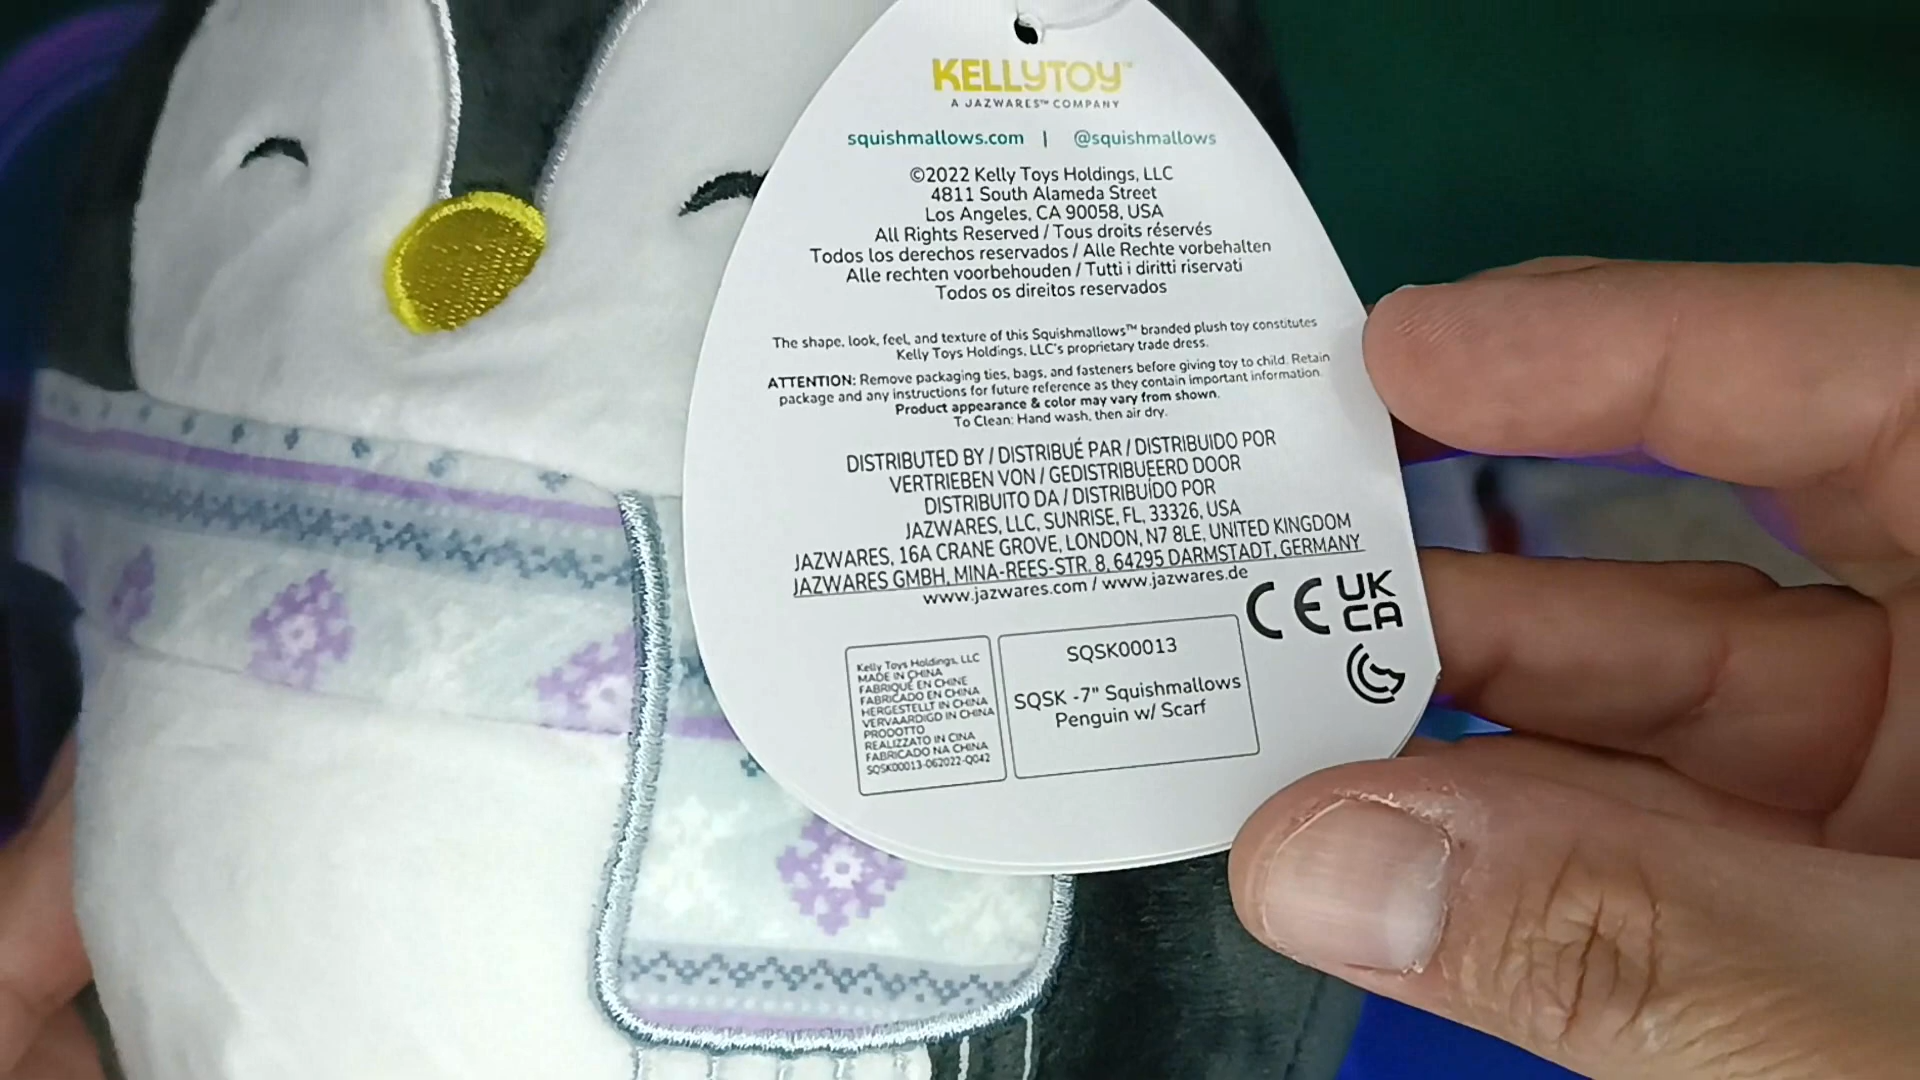 KELLYTOY™
A JAZWARES™ COMPANY
squishmallows.com | @squishmallows
©2022 Kelly Toys Holdings, LLC
4811 South Alameda Street
Los Angeles, CA 90058, USA
All Rights Reserved / Tous droits réservés
Todos los derechos reservados / Alle Rechte vorbehalten
Alle rechten voorbehouden / Tutti i diritti riservati
Todos os direitos reservados
The shape, look, feel, and texture of this Squishmallows™ branded plush toy constitutes
Kelly Toys Holdings, LLC's proprietary trade dress.
ATTENTION: Remove packaging ties, bags, and fasteners before giving toy to child. Retain
package and any instructions for future reference as they contain important information.
Product appearance & color may vary from shown.
To Clean: Hand wash, then air dry.
DISTRIBUTED BY / DISTRIBUÉ PAR / DISTRIBUIDO POR
VERTRIEBEN VON / GEDISTRIBUEERD DOOR
DISTRIBUITO DA / DISTRIBUÍDO POR
JAZWARES, LLC, SUNRISE, FL, 33326, USA
JAZWARES, 16A CRANE GROVE, LONDON, N7 8LE, UNITED KINGDOM
JAZWARES GMBH, MINA-REES-STR. 8, 64295 DARMSTADT, GERMANY
www.jazwares.com / www.jazwares.de
CE UK
CA
Kelly Toys Holdings, LLC
MADE IN CHINA
FABRIQUÉ EN CHINE
FABRICADO EN CHINA
HERGESTELLT IN CHINA
VERVAARDIGD IN CHINA
PRODOTTO
REALIZZATO IN CINA
FABRICADO NA CHINA
SQSK00013-062022-Q042
SQSK00013
SQSK -7" Squishmallows
Penguin w/ Scarf